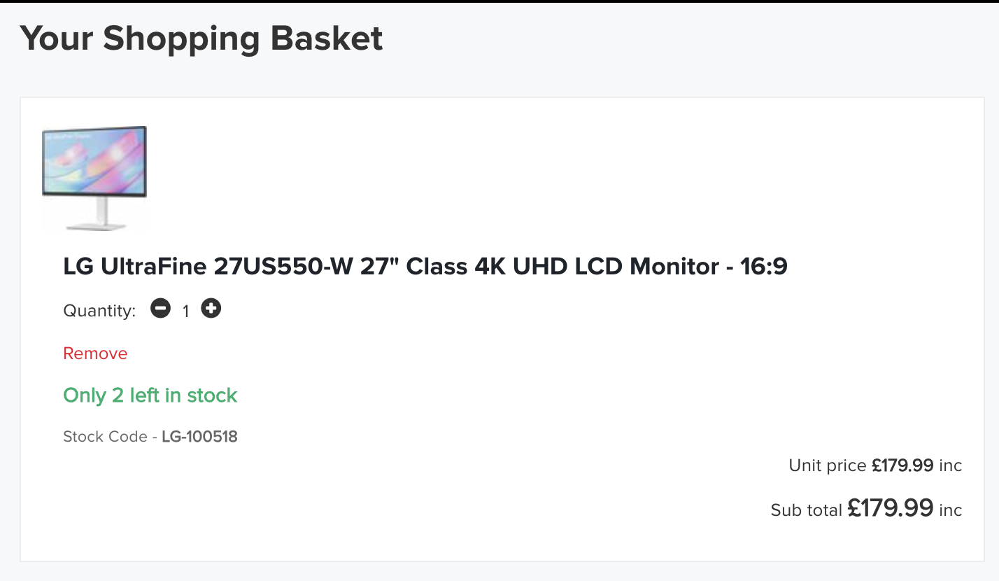 Your Shopping Basket
LG UltraFine 27US550-W 27" Class 4K UHD LCD Monitor - 16:9
Quantity: 1
Remove
Only 2 left in stock
Stock Code - LG-100518
Unit price £179.99 inc
Sub total £179.99 inc